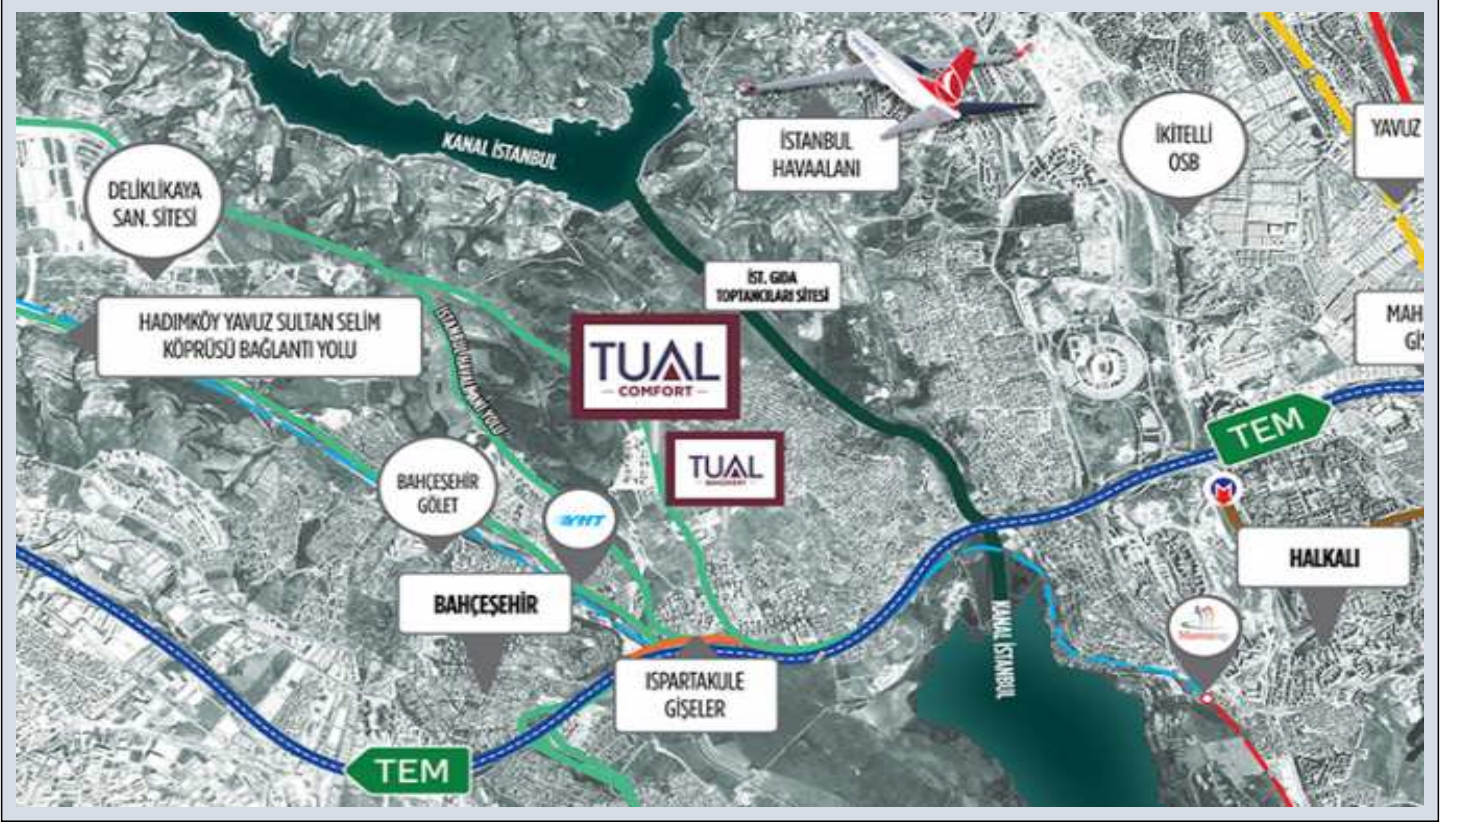 KANAL İSTANBUL
İSTANBUL
HAVAALANI
İKİTELLİ
OSB
YAVUZ
DELİKLİKAYA
SAN. SİTESİ
İST. GIDA
TOPTANCILARI SİTESİ
HADIMKÖY YAVUZ SULTAN SELİM
KÖPRÜSÜ BAĞLANTI YOLU
MAH
GİŞ
TUAL
COMFORT
TEM
TUAL
BAHÇEŞEHİR
GÖLET
YHT
HALKALI
BAHÇEŞEHİR
KANAL İSTANBUL
ISPARTAKULE
GİŞELER
TEM